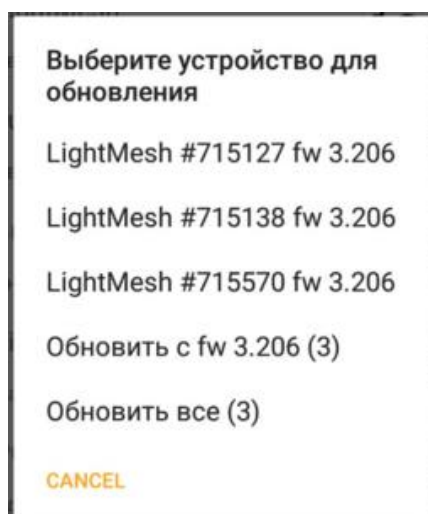 Выберите устройство для
обновления
LightMesh #715127 fw 3.206
LightMesh #715138 fw 3.206
LightMesh #715570 fw 3.206
Обновить с fw 3.206 (3)
Обновить все (3)
CANCEL